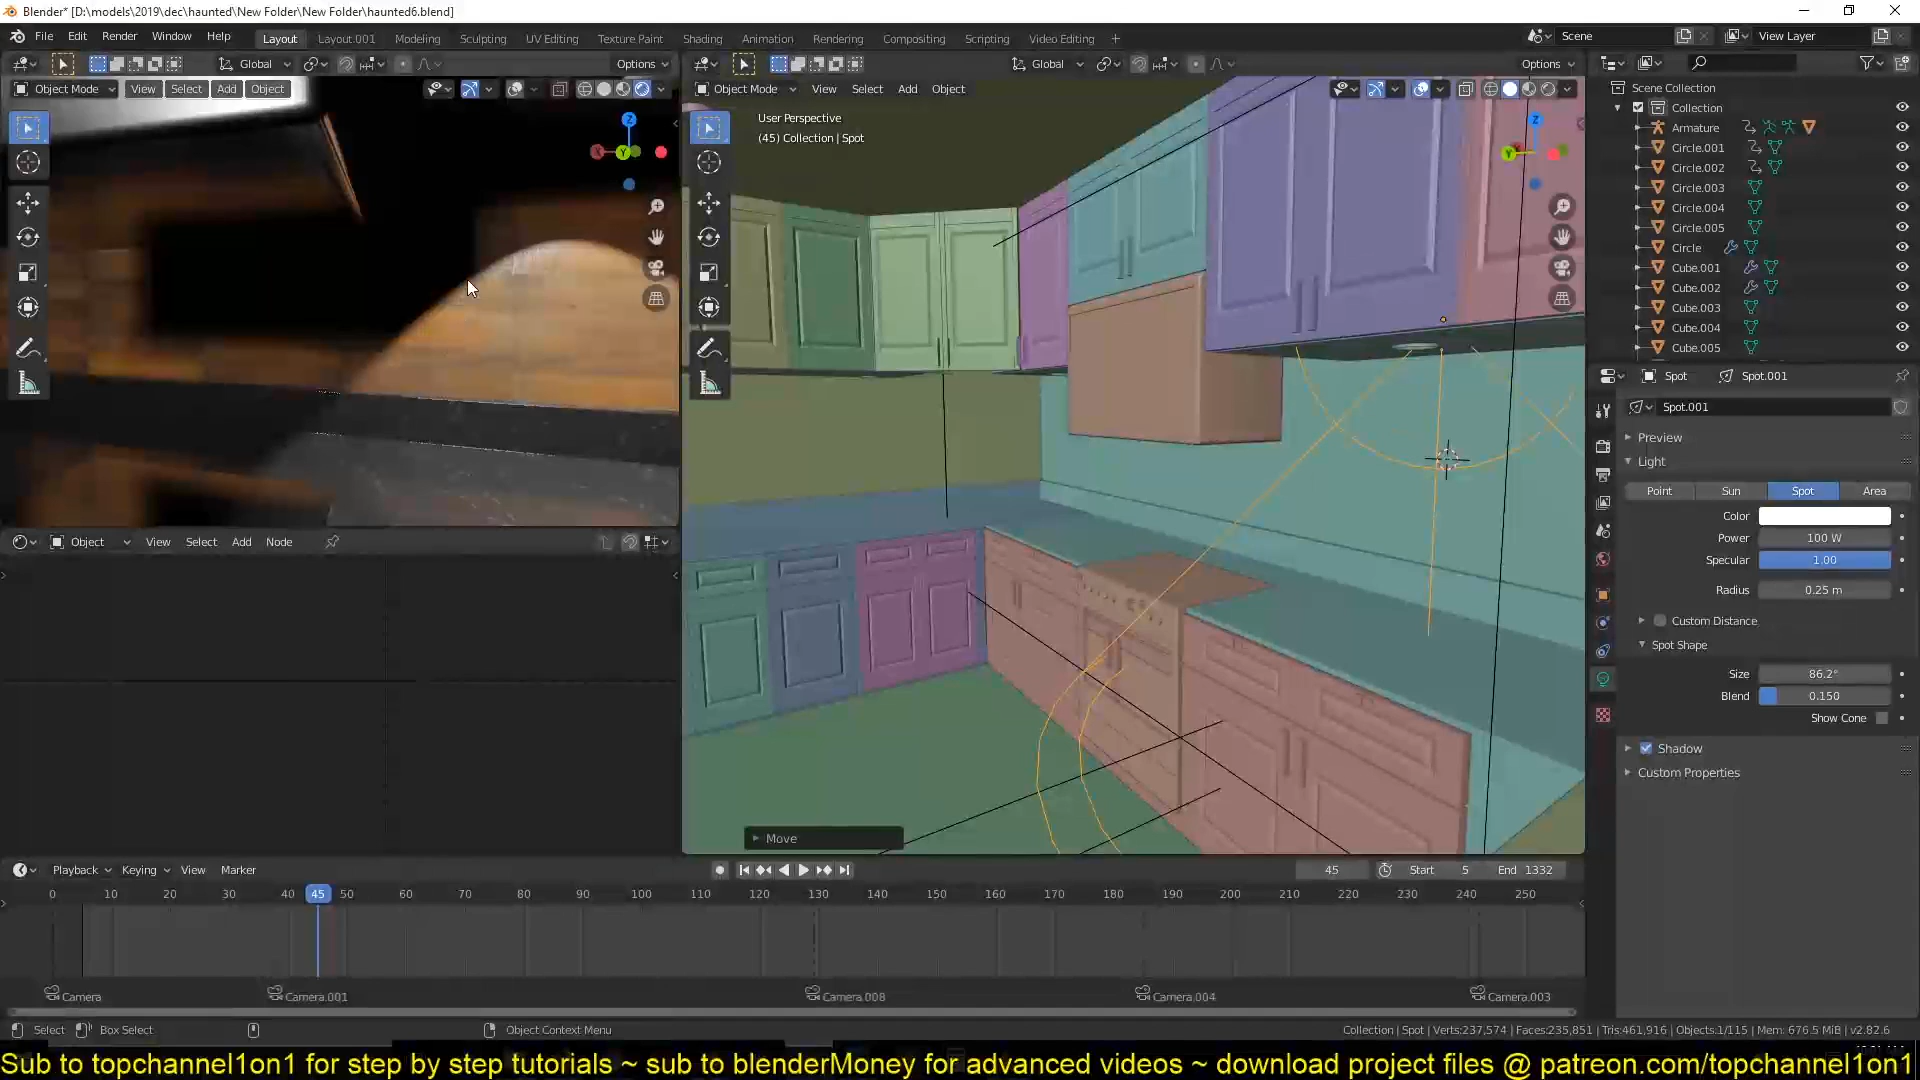 Blender* [D:\models\2019\dec\haunted\New Folder\New Folder\haunted6.blend]
File Edit Render Window Help Layout Layout.001 Modeling Sculpting UV Editing Texture Paint Shading Animation Rendering Compositing Scripting Video Editing + Scene View Layer
Global Options Global Options
Object Mode View Select Add Object Object Mode View Select Add Object
User Perspective
(45) Collection | Spot
Z
X Y
Z
Y
Scene Collection
Collection
Armature
Circle.001
Circle.002
Circle.003
Circle.004
Circle.005
Circle
Cube.001
Cube.002
Cube.003
Cube.004
Cube.005
Spot Spot.001
Spot.001
Preview
Light
Point Sun Spot Area
Color
Power 100 W
Specular 1.00
Radius 0.25 m
Custom Distance
Spot Shape
Size 86.2°
Blend 0.150
Show Cone
Shadow
Custom Properties
Object View Select Add Node
Move
Playback Keying View Marker 45 Start 5 End 1332
0 10 20 30 40 45 50 60 70 80 90 100 110 120 130 140 150 160 170 180 190 200 210 220 230 240 250
Camera Camera.001 Camera.008 Camera.004 Camera.003
Select Box Select Object Context Menu Collection | Spot | Verts:237,574 | Faces:235,851 | Tris:461,916 | Objects:1/115 | Mem: 676.5 MiB | v2.82.6
Sub to topchannel1on1 for step by step tutorials ~ sub to blenderMoney for advanced videos ~ download project files @ patreon.com/topchannel1on1